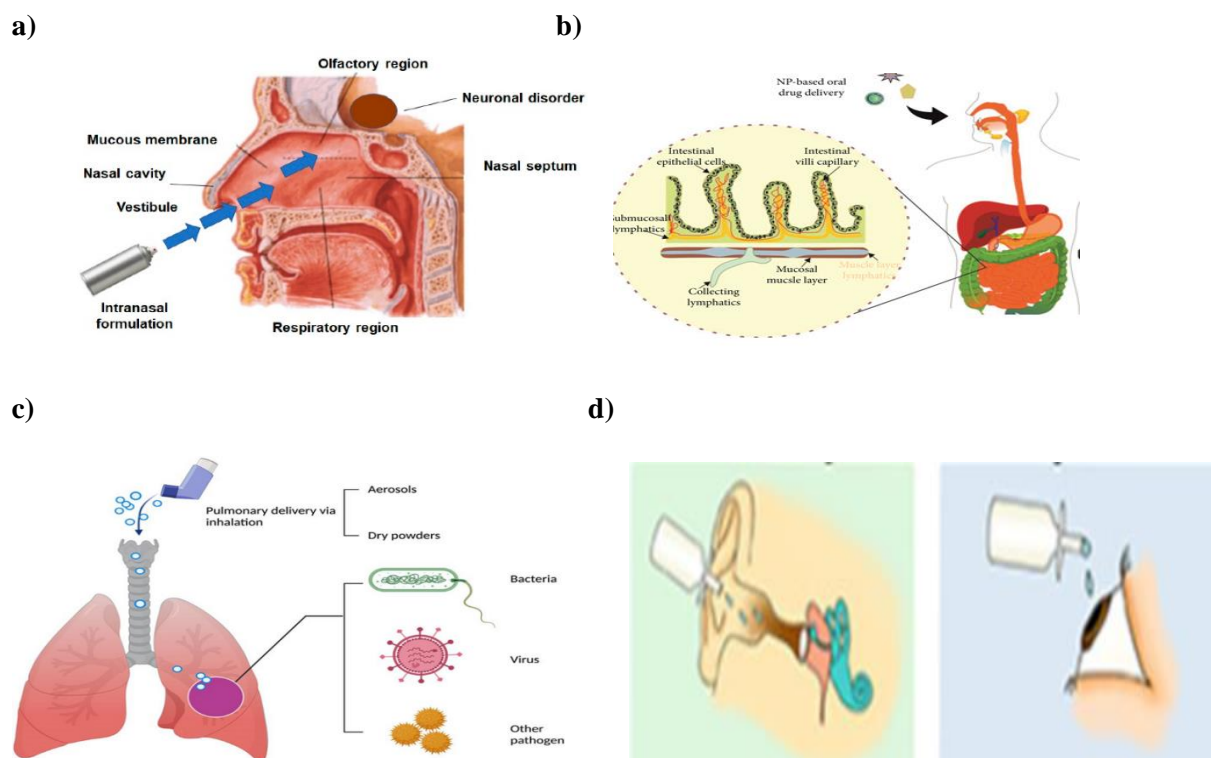 a)
Olfactory region
Neuronal disorder
Mucous membrane
Nasal cavity
Nasal septum
Vestibule
Intranasal
formulation
Respiratory region
b)
NP-based oral
drug delivery
Intestinal
epithelial cells
Intestinal
villi capillary
Submucosal
lymphatics
Muscle layer
lymphatics
Mucosal
mucsle layer
Collecting
lymphatics
c)
Pulmonary delivery via
inhalation
Aerosols
Dry powders
Bacteria
Virus
Other
pathogen
d)